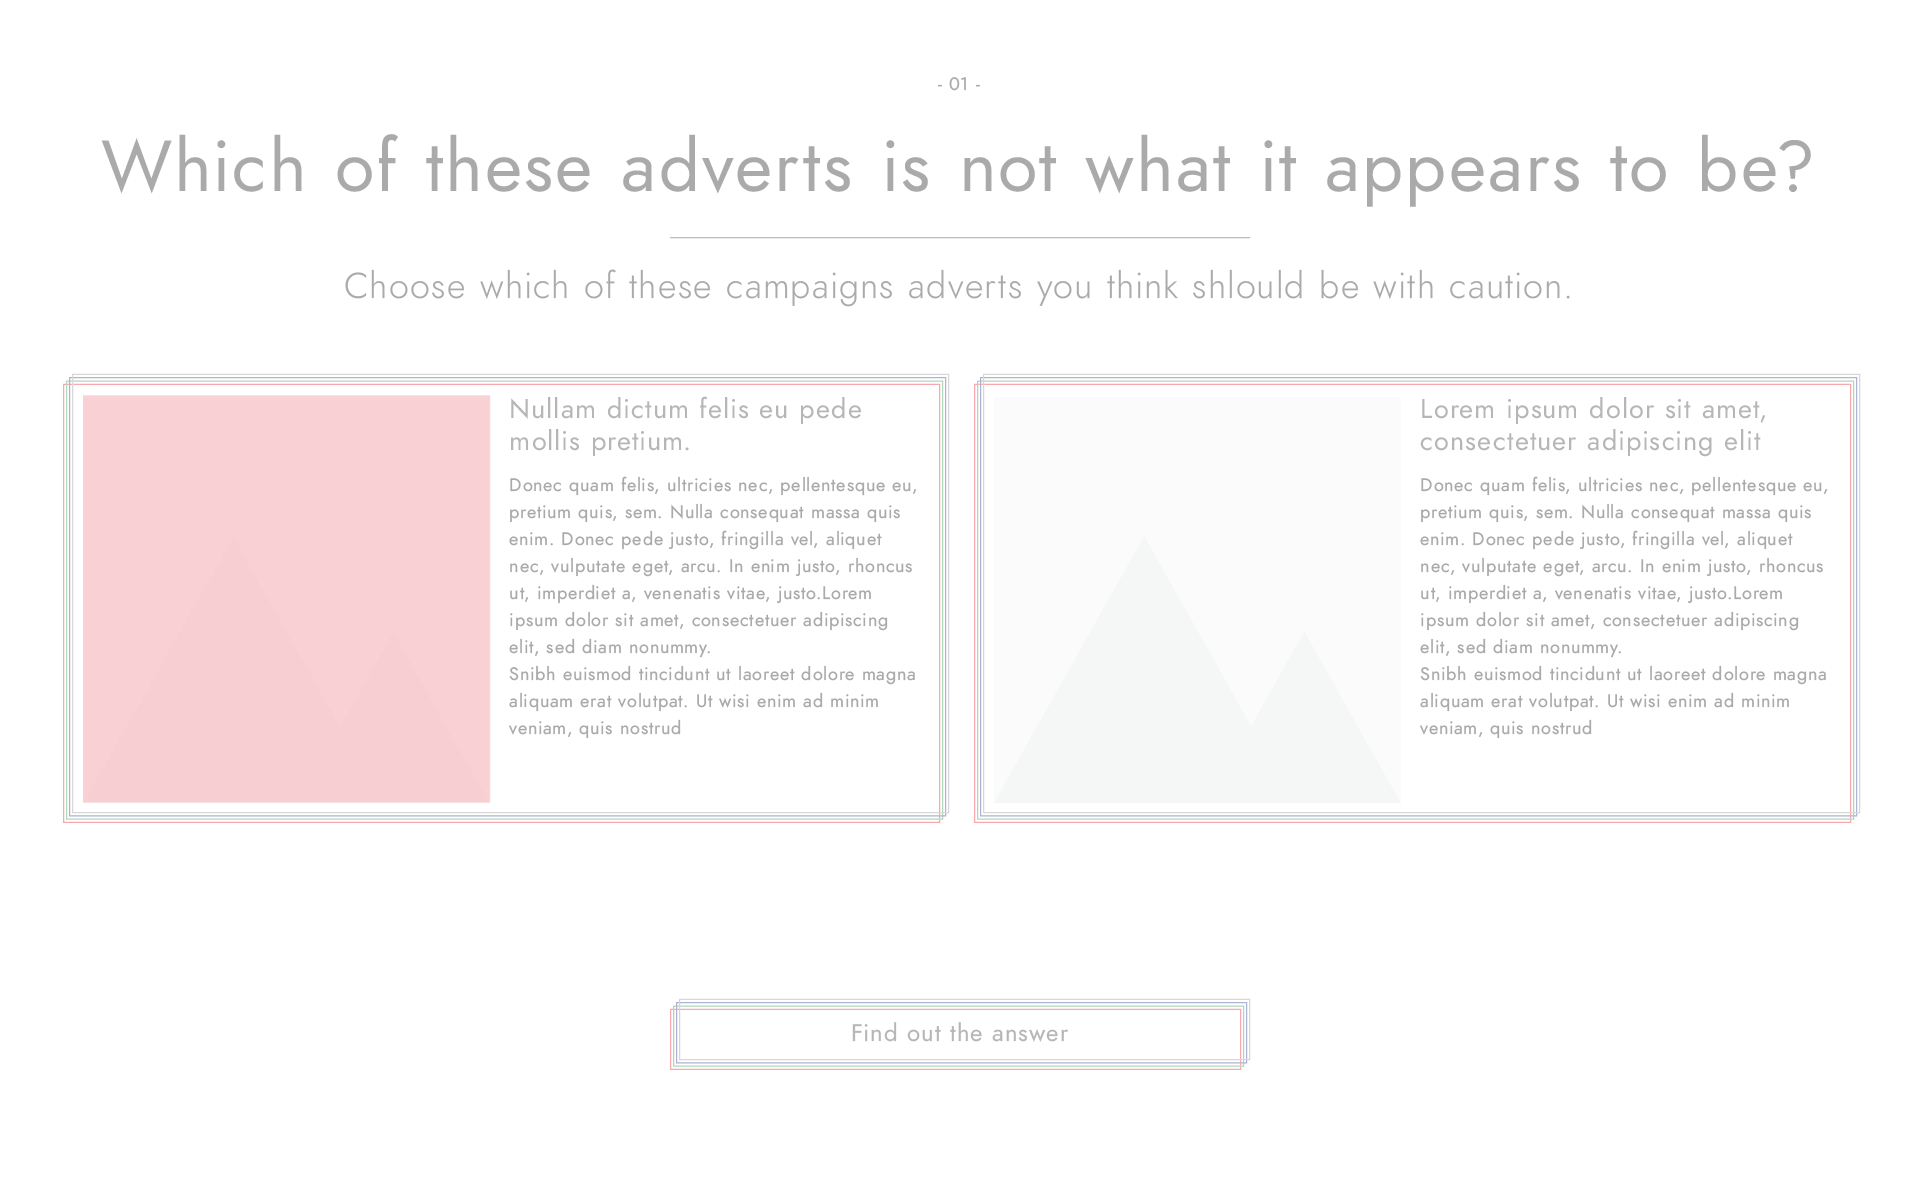 - 01 -
Which of these adverts is not what it appears to be?
Choose which of these campaigns adverts you think shlould be with caution.
Nullam dictum felis eu pede
mollis pretium.
Donec quam felis, ultricies nec, pellentesque eu,
pretium quis, sem. Nulla consequat massa quis
enim. Donec pede justo, fringilla vel, aliquet
nec, vulputate eget, arcu. In enim justo, rhoncus
ut, imperdiet a, venenatis vitae, justo.Lorem
ipsum dolor sit amet, consectetuer adipiscing
elit, sed diam nonummy.
Snibh euismod tincidunt ut laoreet dolore magna
aliquam erat volutpat. Ut wisi enim ad minim
veniam, quis nostrud
Lorem ipsum dolor sit amet,
consectetuer adipiscing elit
Donec quam felis, ultricies nec, pellentesque eu,
pretium quis, sem. Nulla consequat massa quis
enim. Donec pede justo, fringilla vel, aliquet
nec, vulputate eget, arcu. In enim justo, rhoncus
ut, imperdiet a, venenatis vitae, justo.Lorem
ipsum dolor sit amet, consectetuer adipiscing
elit, sed diam nonummy.
Snibh euismod tincidunt ut laoreet dolore magna
aliquam erat volutpat. Ut wisi enim ad minim
veniam, quis nostrud
Find out the answer